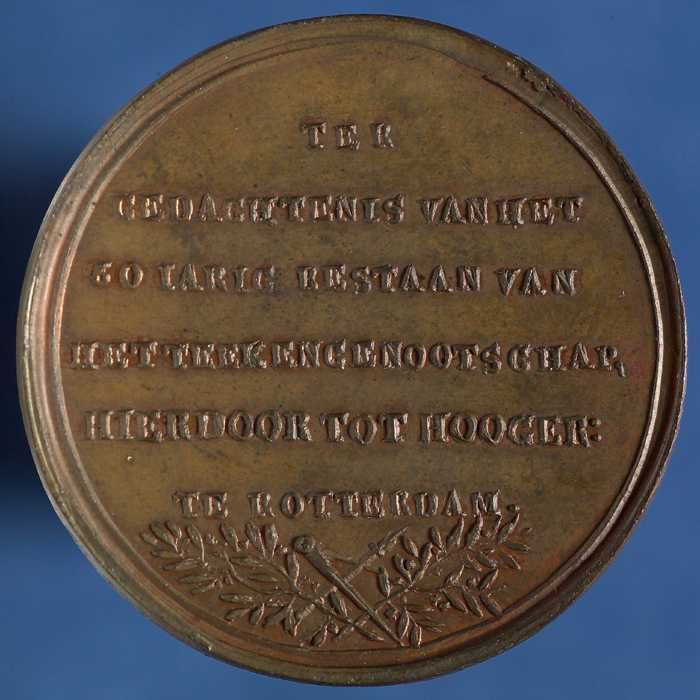 TER
GEDACHTENIS VAN HET
50 IARIG BESTAAN VAN
HET TEEKENGENOOTSCHAP,
HIERDOOR TOT HOOGER:
TE ROTTERDAM.